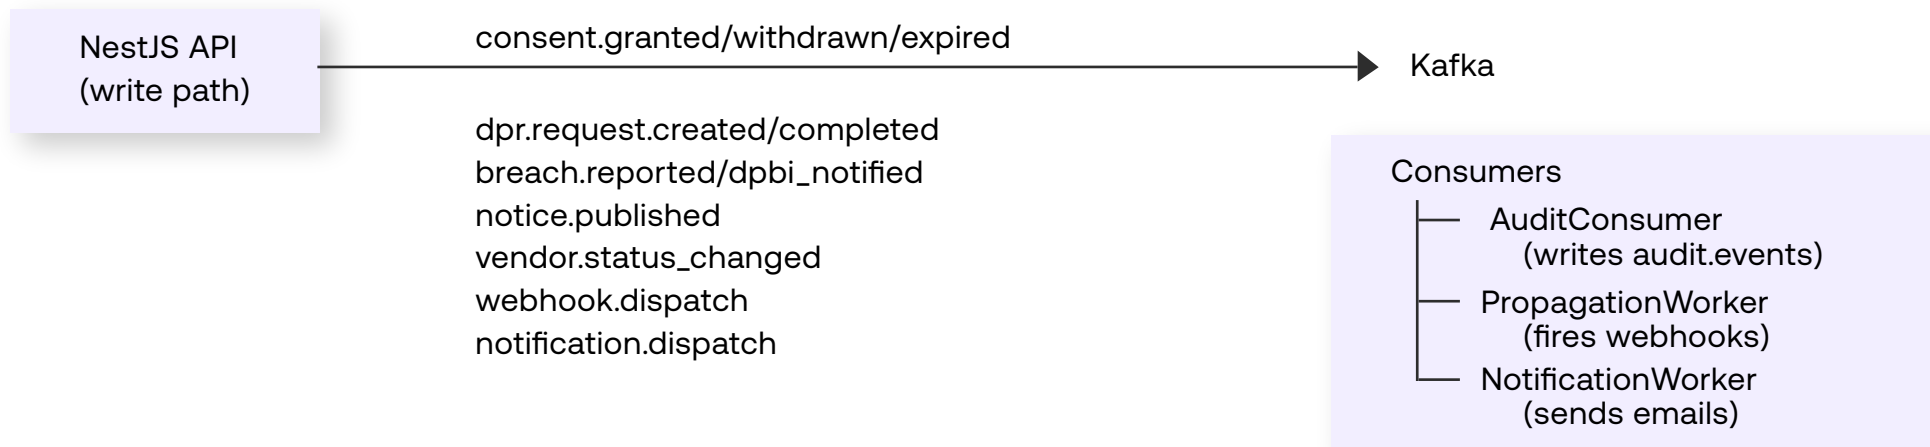 NestJS API
(write path)
consent.granted/withdrawn/expired
Kafka
dpr.request.created/completed
breach.reported/dpbi_notified
notice.published
vendor.status_changed
webhook.dispatch
notification.dispatch
Consumers
AuditConsumer
(writes audit.events)
PropagationWorker
(fires webhooks)
NotificationWorker
(sends emails)